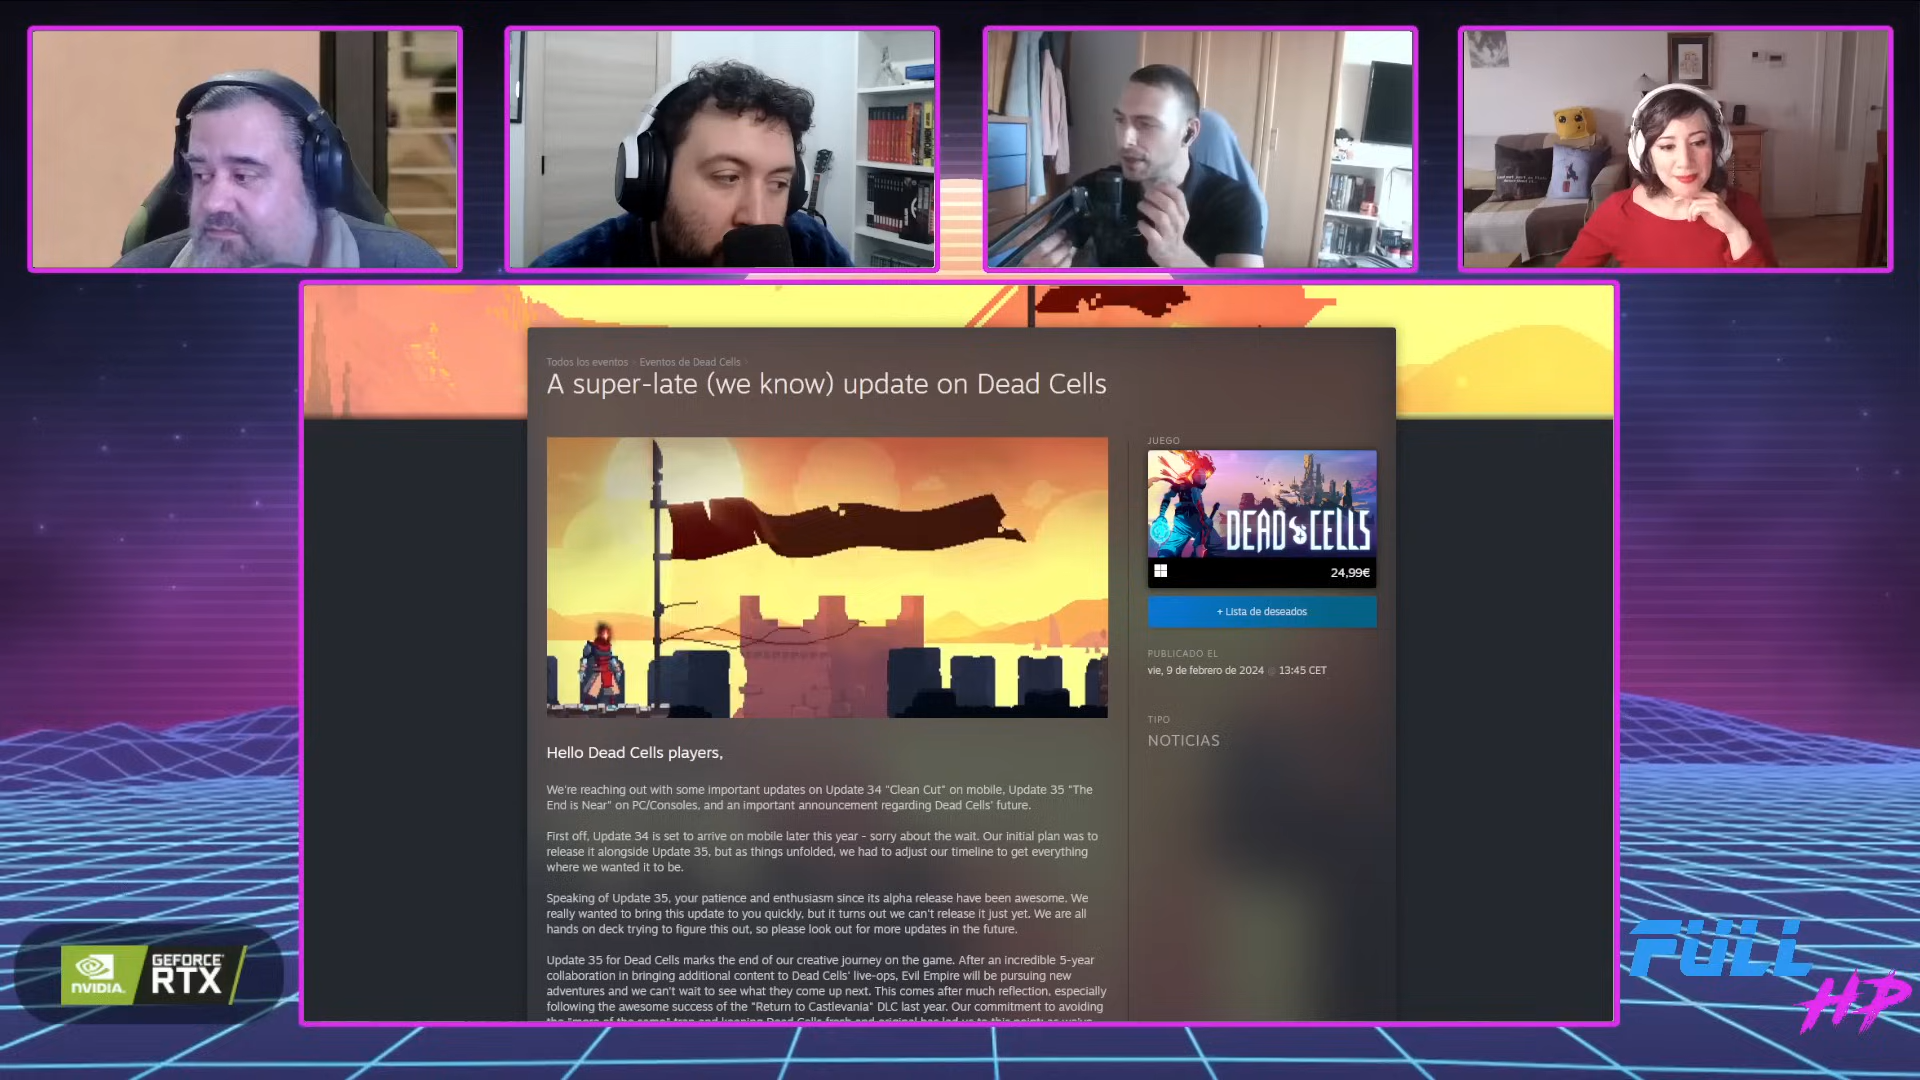 Todos los eventos Eventos de Dead Cells
A super-late (we know) update on Dead Cells
JUEGO
DEAD CELLS
24,99€
+ Lista de deseados
PUBLICADO EL
vie, 9 de febrero de 2024 @ 13:45 CET
TIPO
NOTICIAS
Hello Dead Cells players,
We're reaching out with some important updates on Update 34 "Clean Cut" on mobile, Update 35 "The
End is Near" on PC/Consoles, and an important announcement regarding Dead Cells' future.
First off, Update 34 is set to arrive on mobile later this year - sorry about the wait. Our initial plan was to
release it alongside Update 35, but as things unfolded, we had to adjust our timeline to get everything
where we wanted it to be.
Speaking of Update 35, your patience and enthusiasm since its alpha release have been awesome. We
really wanted to bring this update to you quickly, but it turns out we can't release it just yet. We are all
hands on deck trying to figure this out, so please look out for more updates in the future.
Update 35 for Dead Cells marks the end of our creative journey on the game. After an incredible 5-year
collaboration in bringing additional content to Dead Cells' live-ops, Evil Empire will be pursuing new
adventures and we can't wait to see what they come up next. This comes after much reflection, especially
following the awesome success of the "Return to Castlevania" DLC last year. Our commitment to avoiding
NVIDIA.
GEFORCE
RTX
FULL
HP